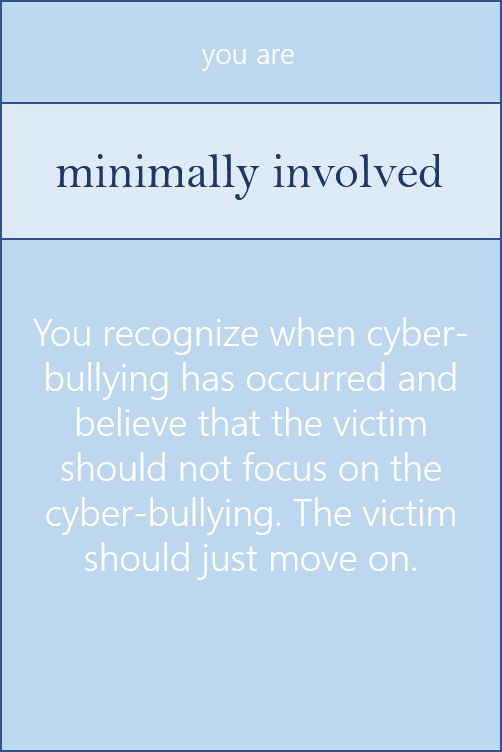 you are
minimally involved
You recognize when cyber-
bullying has occurred and
believe that the victim
should not focus on the
cyber-bullying. The victim
should just move on.